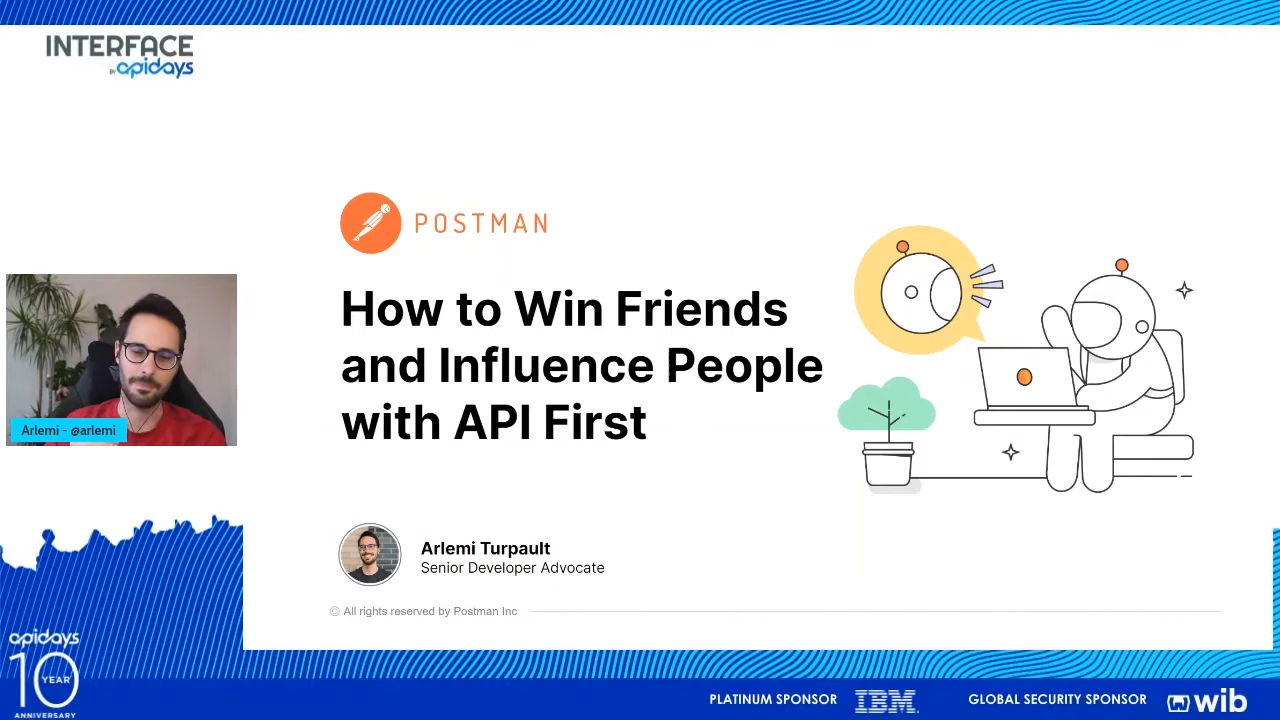 INTERFACE
BY apidays
POSTMAN
How to Win Friends
and Influence People
with API First
Arlemi - @arlemi
Arlemi Turpault
Senior Developer Advocate
© All rights reserved by Postman Inc
apidays
10
YEAR
ANNIVERSARY
PLATINUM SPONSOR IBM GLOBAL SECURITY SPONSOR wib